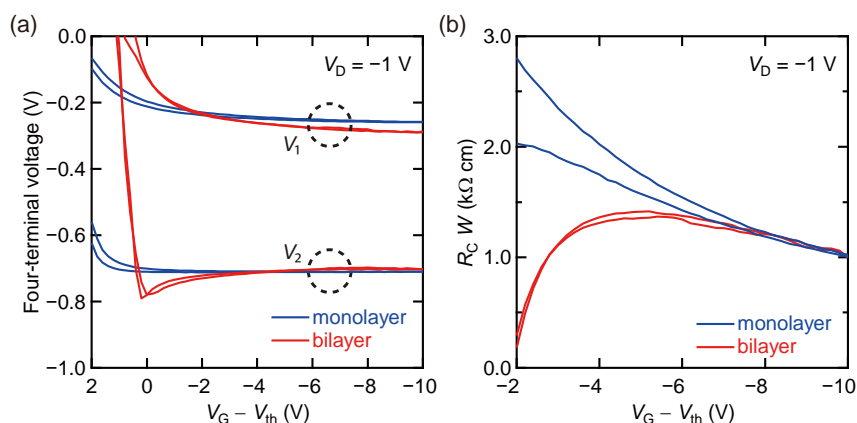 (a)
V_D = −1 V
0.0
−0.2
−0.4
−0.6
−0.8
−1.0
Four-terminal voltage (V)
V_1
V_2
monolayer
bilayer
2
0
−2
−4
−6
−8
−10
V_G − V_th (V)
(b)
V_D = −1 V
3.0
2.0
1.0
0.0
R_C W (kΩ cm)
monolayer
bilayer
−2
−4
−6
−8
−10
V_G − V_th (V)